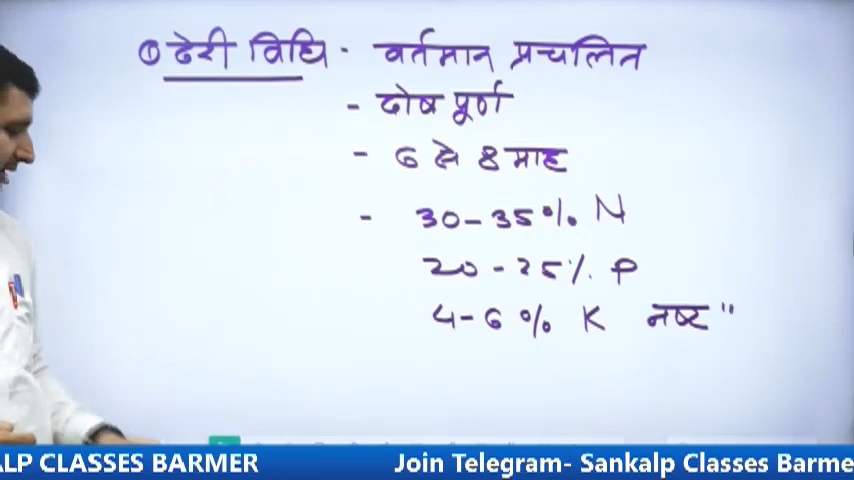 ① ढेरी विधि - वर्तमान प्रचलित
- दोष पूर्ण
- 6 से 8 माह
- 30-35% N
20-25% P
4-6% K नष्ट"
ALP CLASSES BARMER Join Telegram- Sankalp Classes Barme